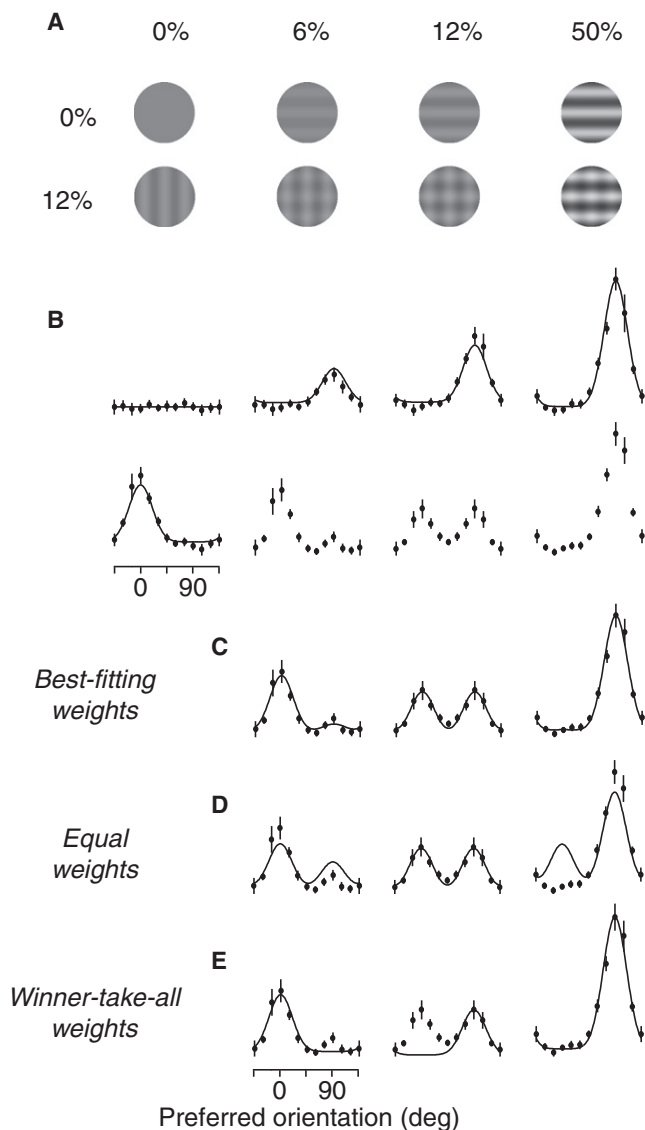 A
0% 6% 12% 50%
0%
12%
B
0 90
C
Best-fitting
weights
D
Equal
weights
E
Winner-take-all
weights
0 90
Preferred orientation (deg)